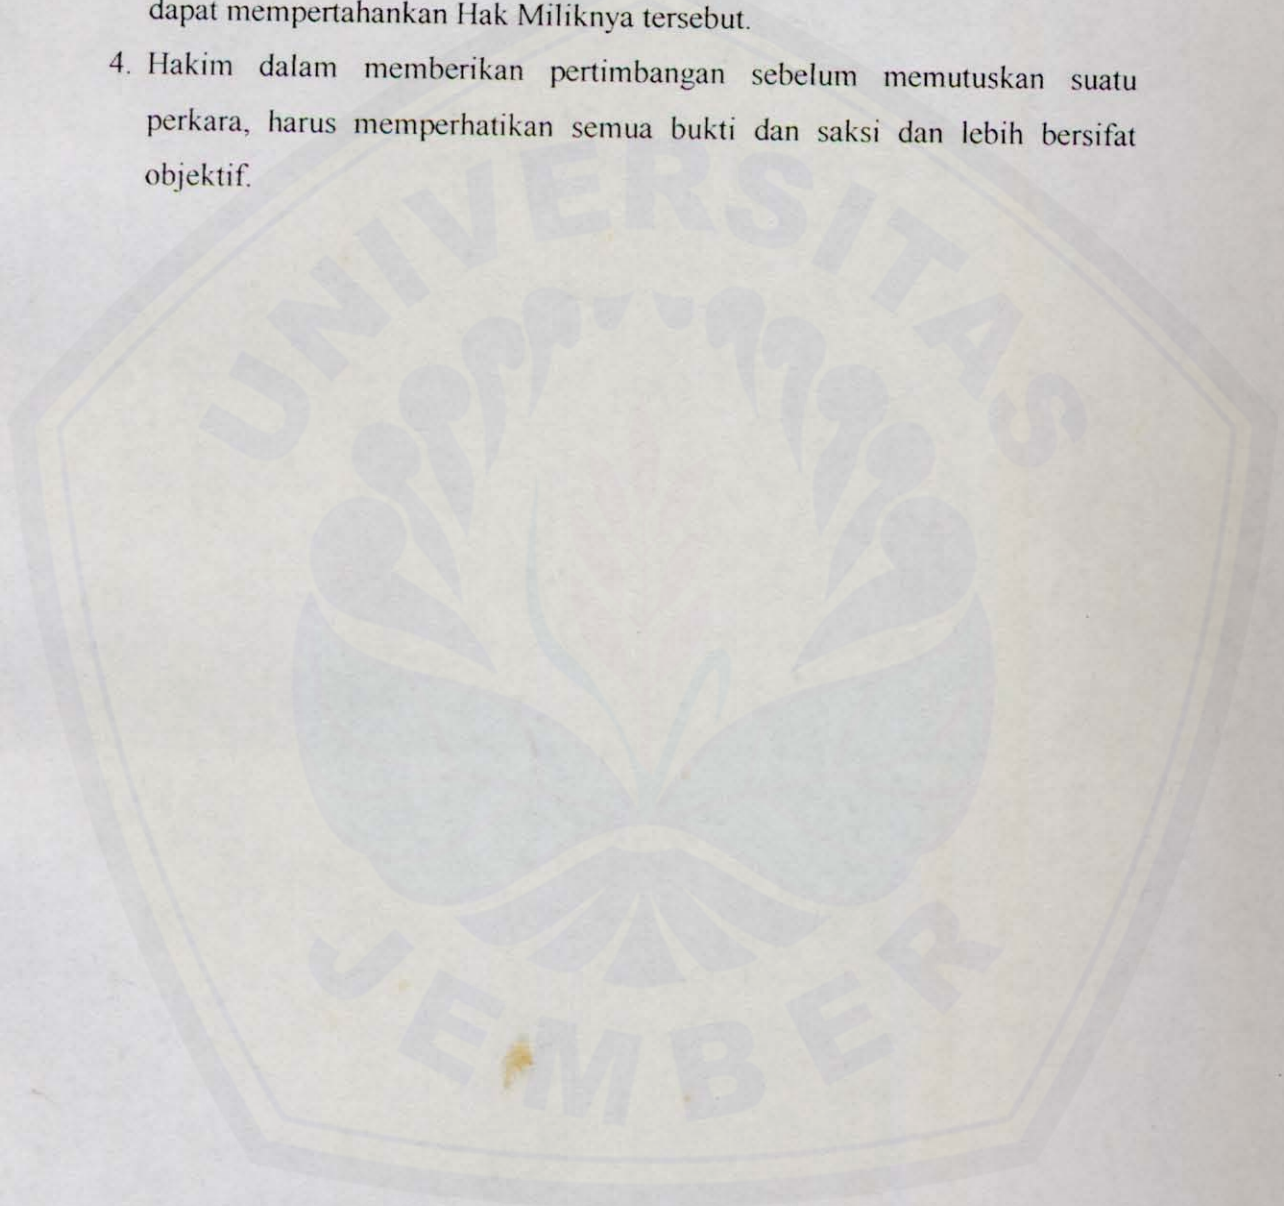 dapat mempertahankan Hak Miliknya tersebut.
4. Hakim dalam memberikan pertimbangan sebelum memutuskan suatu
perkara, harus memperhatikan semua bukti dan saksi dan lebih bersifat
objektif.
UNIVERSITAS
JEMBER